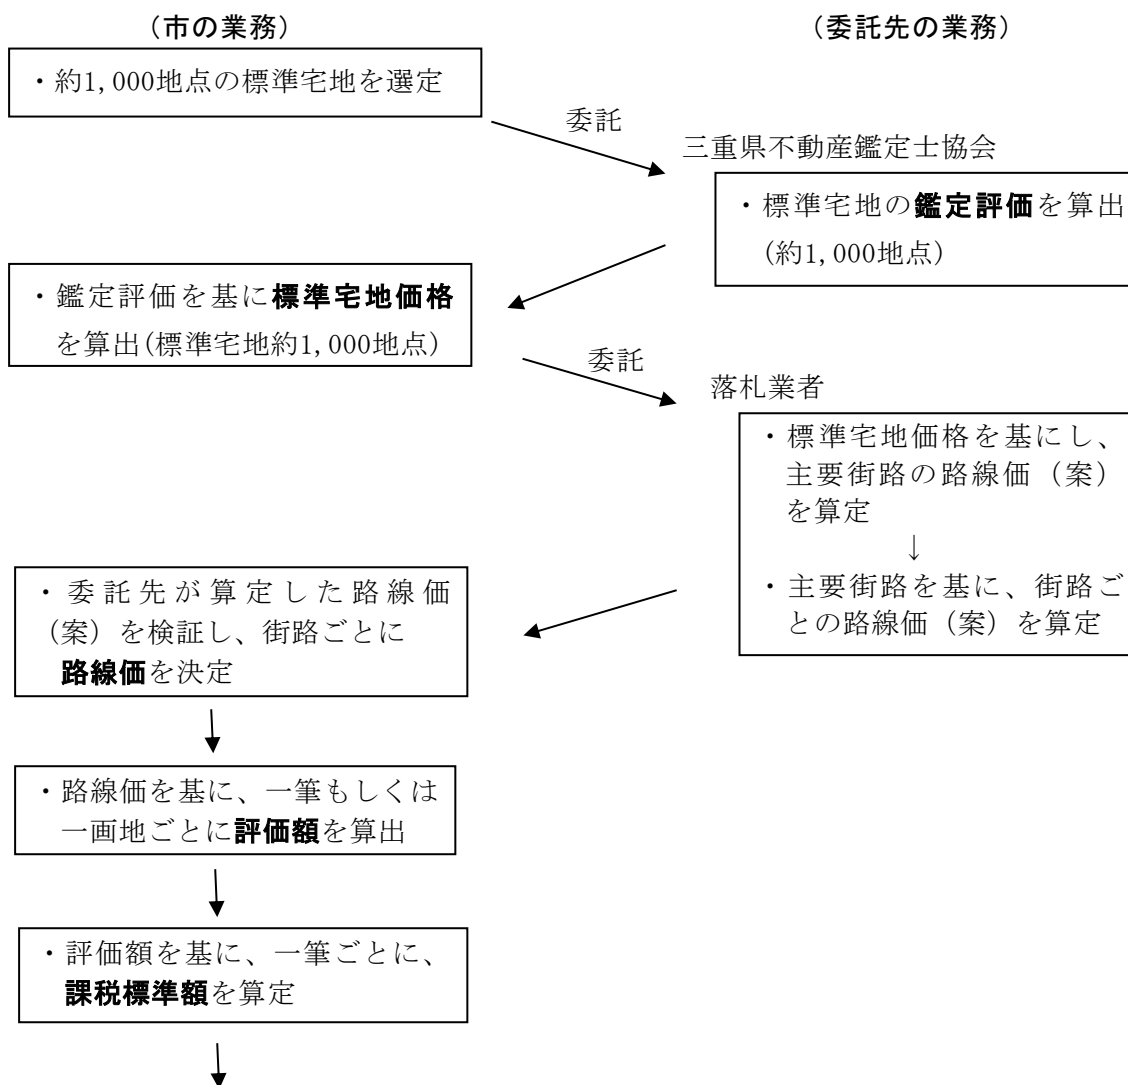 （市の業務）
（委託先の業務）
・約1,000地点の標準宅地を選定
委託
三重県不動産鑑定士協会
・標準宅地の鑑定評価を算出
（約1,000地点）
・鑑定評価を基に標準宅地価格
を算出（標準宅地約1,000地点）
委託
落札業者
・標準宅地価格を基にし、
主要街路の路線価（案）
を算定
↓
・主要街路を基に、街路ご
との路線価（案）を算定
・委託先が算定した路線価
（案）を検証し、街路ごとに
路線価を決定
・路線価を基に、一筆もしくは
一画地ごとに評価額を算出
・評価額を基に、一筆ごとに、
課税標準額を算定